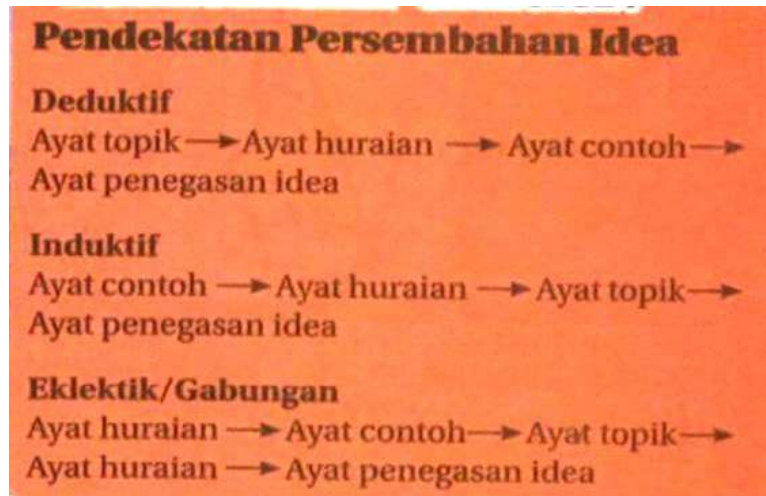 Pendekatan Persembahan Idea
Deduktif
Ayat topik → Ayat huraian → Ayat contoh →
Ayat penegasan idea
Induktif
Ayat contoh → Ayat huraian → Ayat topik →
Ayat penegasan idea
Eklektik/Gabungan
Ayat huraian → Ayat contoh → Ayat topik →
Ayat huraian → Ayat penegasan idea